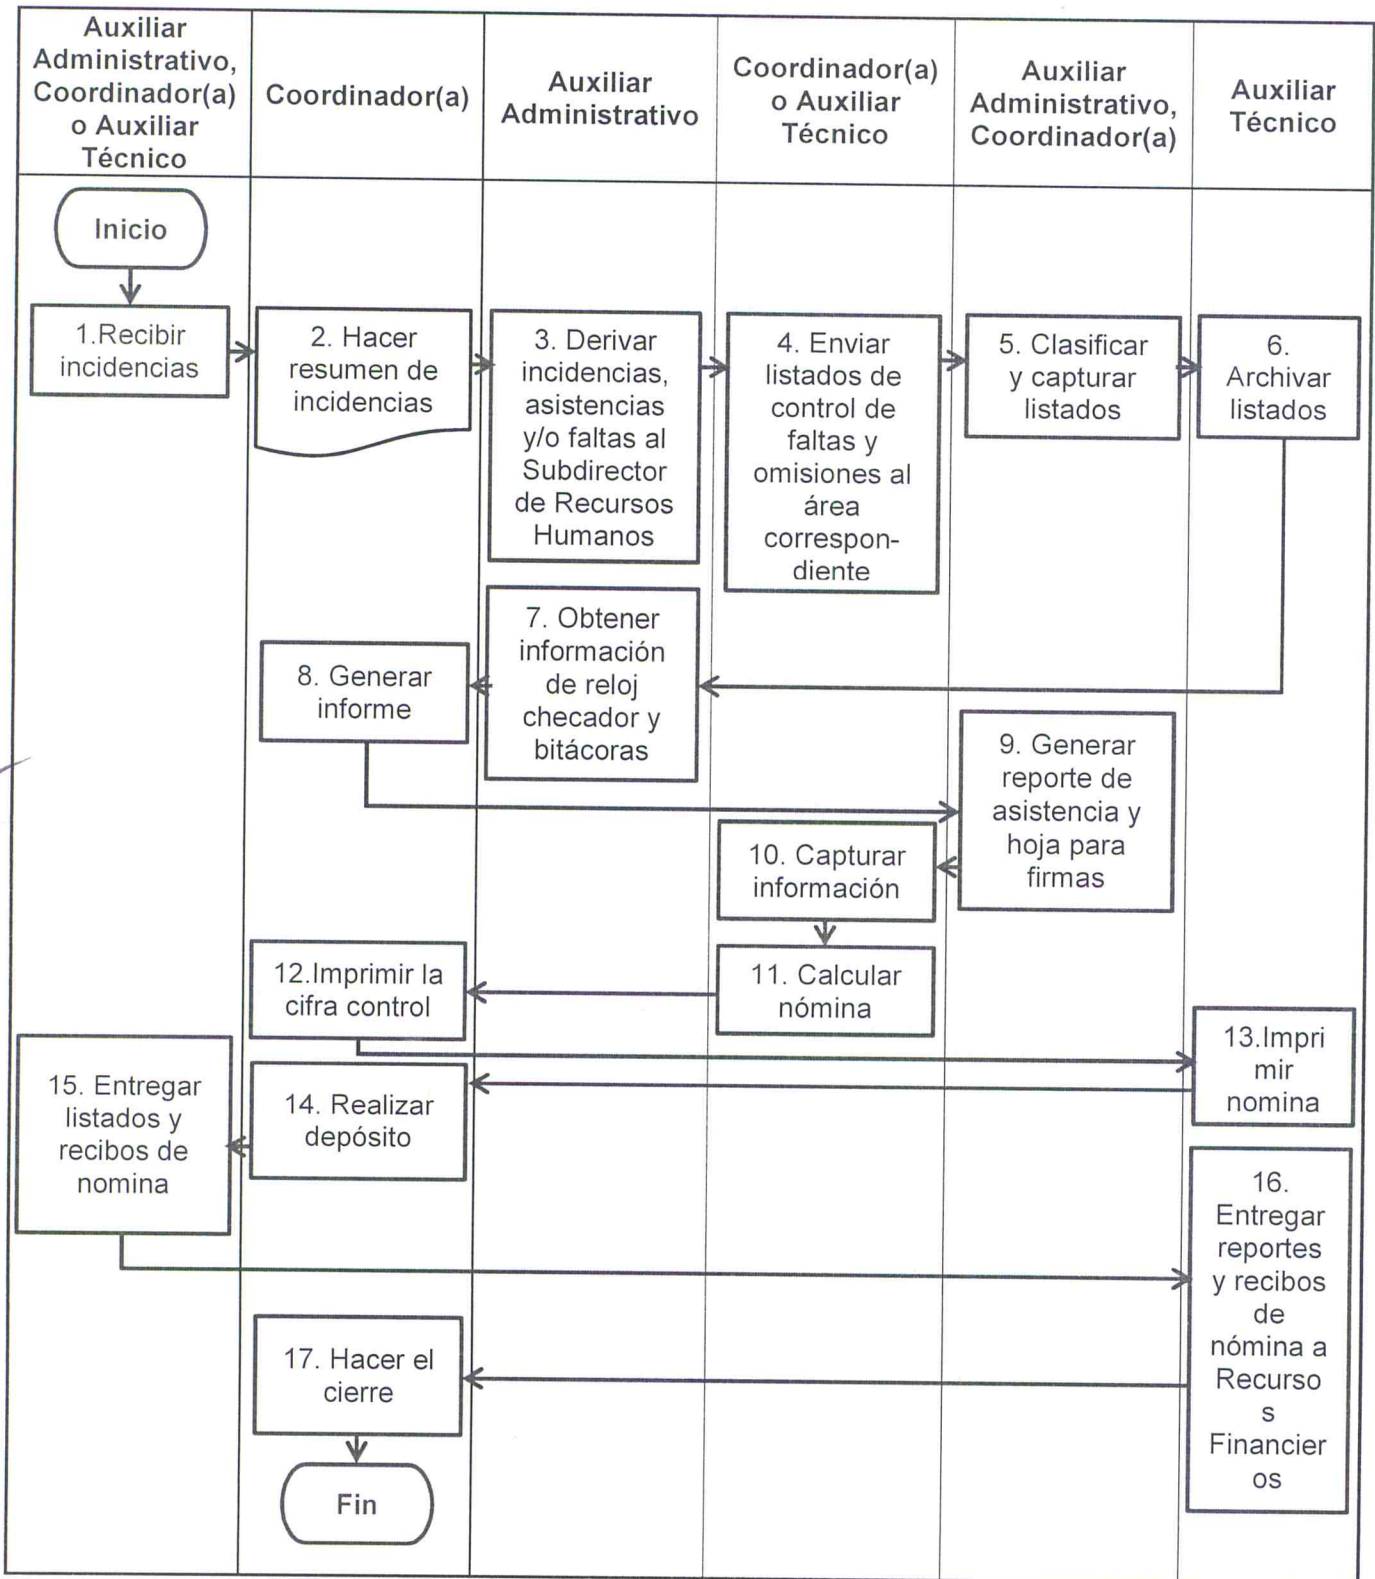 Auxiliar
Administrativo,
Coordinador(a)
o Auxiliar
Técnico
Coordinador(a)
Auxiliar
Administrativo
Coordinador(a)
o Auxiliar
Técnico
Auxiliar
Administrativo,
Coordinador(a)
Auxiliar
Técnico
Inicio
1.Recibir
incidencias
2. Hacer
resumen de
incidencias
3. Derivar
incidencias,
asistencias
y/o faltas al
Subdirector
de Recursos
Humanos
4. Enviar
listados de
control de
faltas y
omisiones al
área
correspon-
diente
5. Clasificar
y capturar
listados
6.
Archivar
listados
7. Obtener
información
de reloj
checador y
bitácoras
8. Generar
informe
9. Generar
reporte de
asistencia y
hoja para
firmas
10. Capturar
información
11. Calcular
nómina
12.Imprimir la
cifra control
13.Impri
mir
nomina
14. Realizar
depósito
15. Entregar
listados y
recibos de
nomina
16.
Entregar
reportes
y recibos
de
nómina a
Recurso
s
Financier
os
17. Hacer el
cierre
Fin